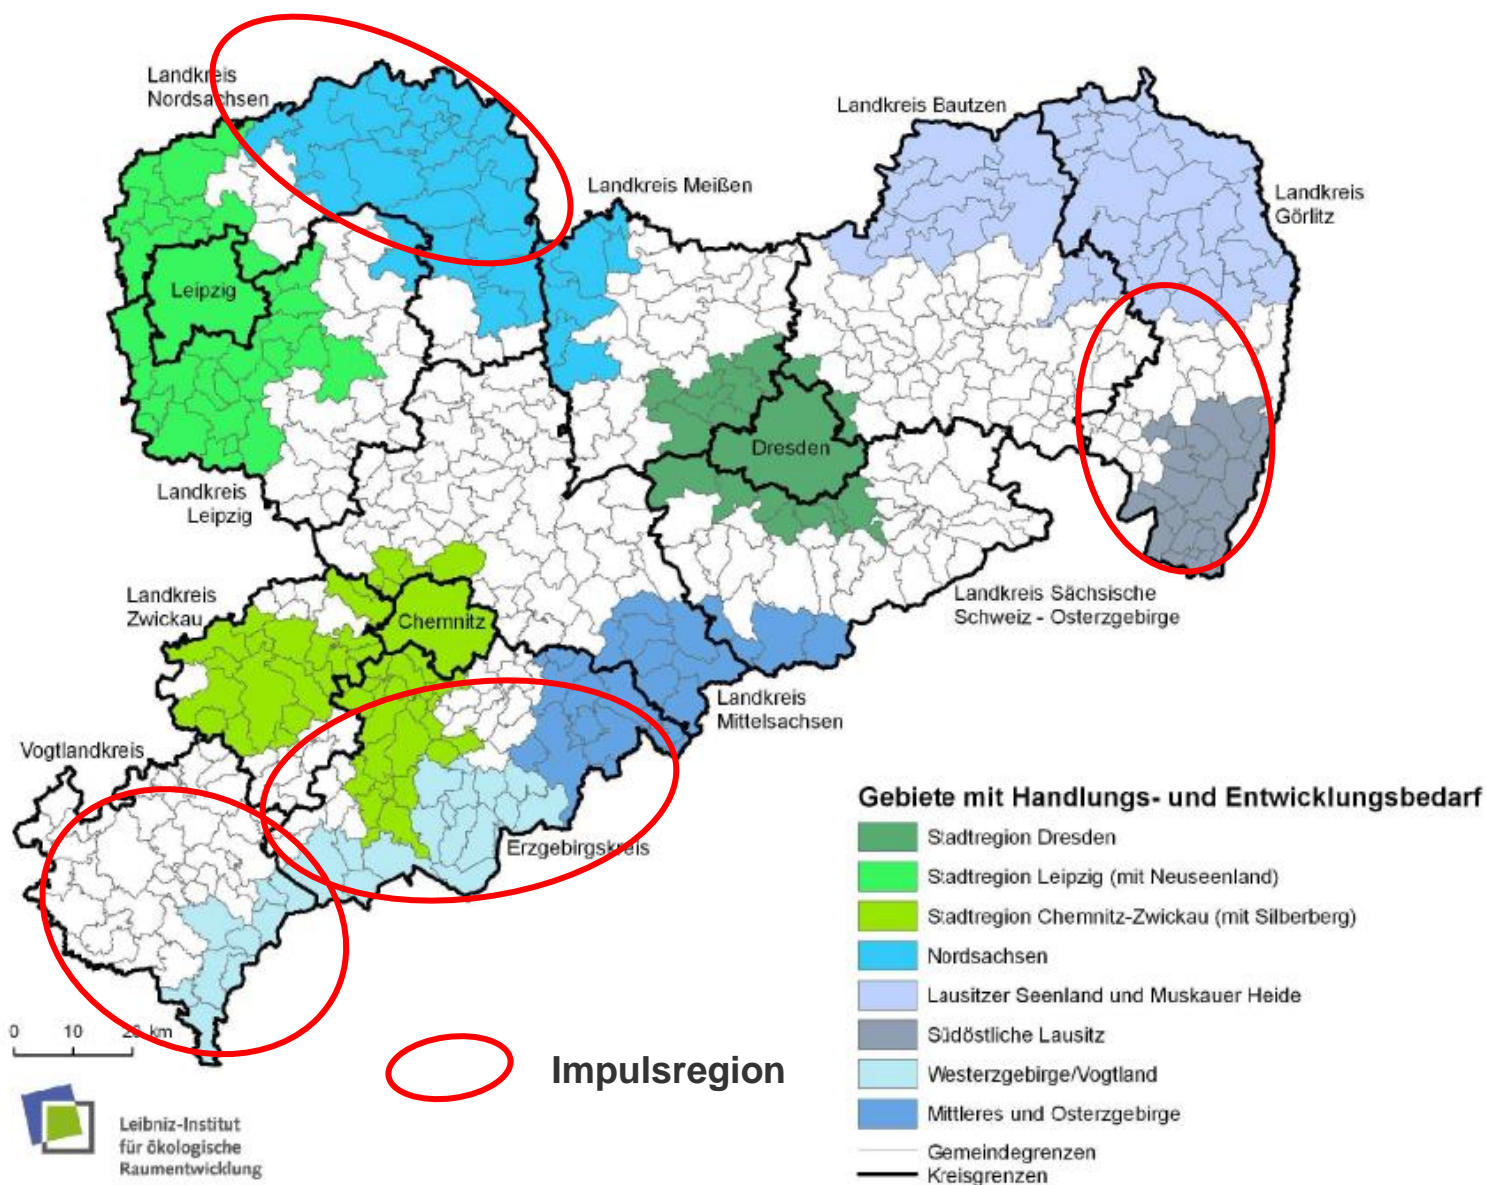 Landkreis
Nordsachsen
Landkreis Bautzen
Landkreis Meißen
Landkreis
Görlitz
Leipzig
Dresden
Landkreis
Leipzig
Landkreis
Zwickau
Landkreis Sächsische
Schweiz - Osterzgebirge
Chemnitz
Landkreis
Mittelsachsen
Vogtlandkreis
Erzgebirgskreis
Gebiete mit Handlungs- und Entwicklungsbedarf
Stadtregion Dresden
Stadtregion Leipzig (mit Neuseenland)
Stadtregion Chemnitz-Zwickau (mit Silberberg)
Nordsachsen
Lausitzer Seenland und Muskauer Heide
Südöstliche Lausitz
Westerzgebirge/Vogtland
Mittleres und Osterzgebirge
Gemeindegrenzen
Kreisgrenzen
0 10 20 km
Impulsregion
Leibniz-Institut
für ökologische
Raumentwicklung